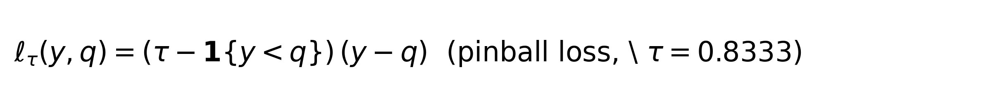 ℓ_τ(y, q) = (τ − 𝟏{y < q}) (y − q)  (pinball loss, \ τ = 0.8333)